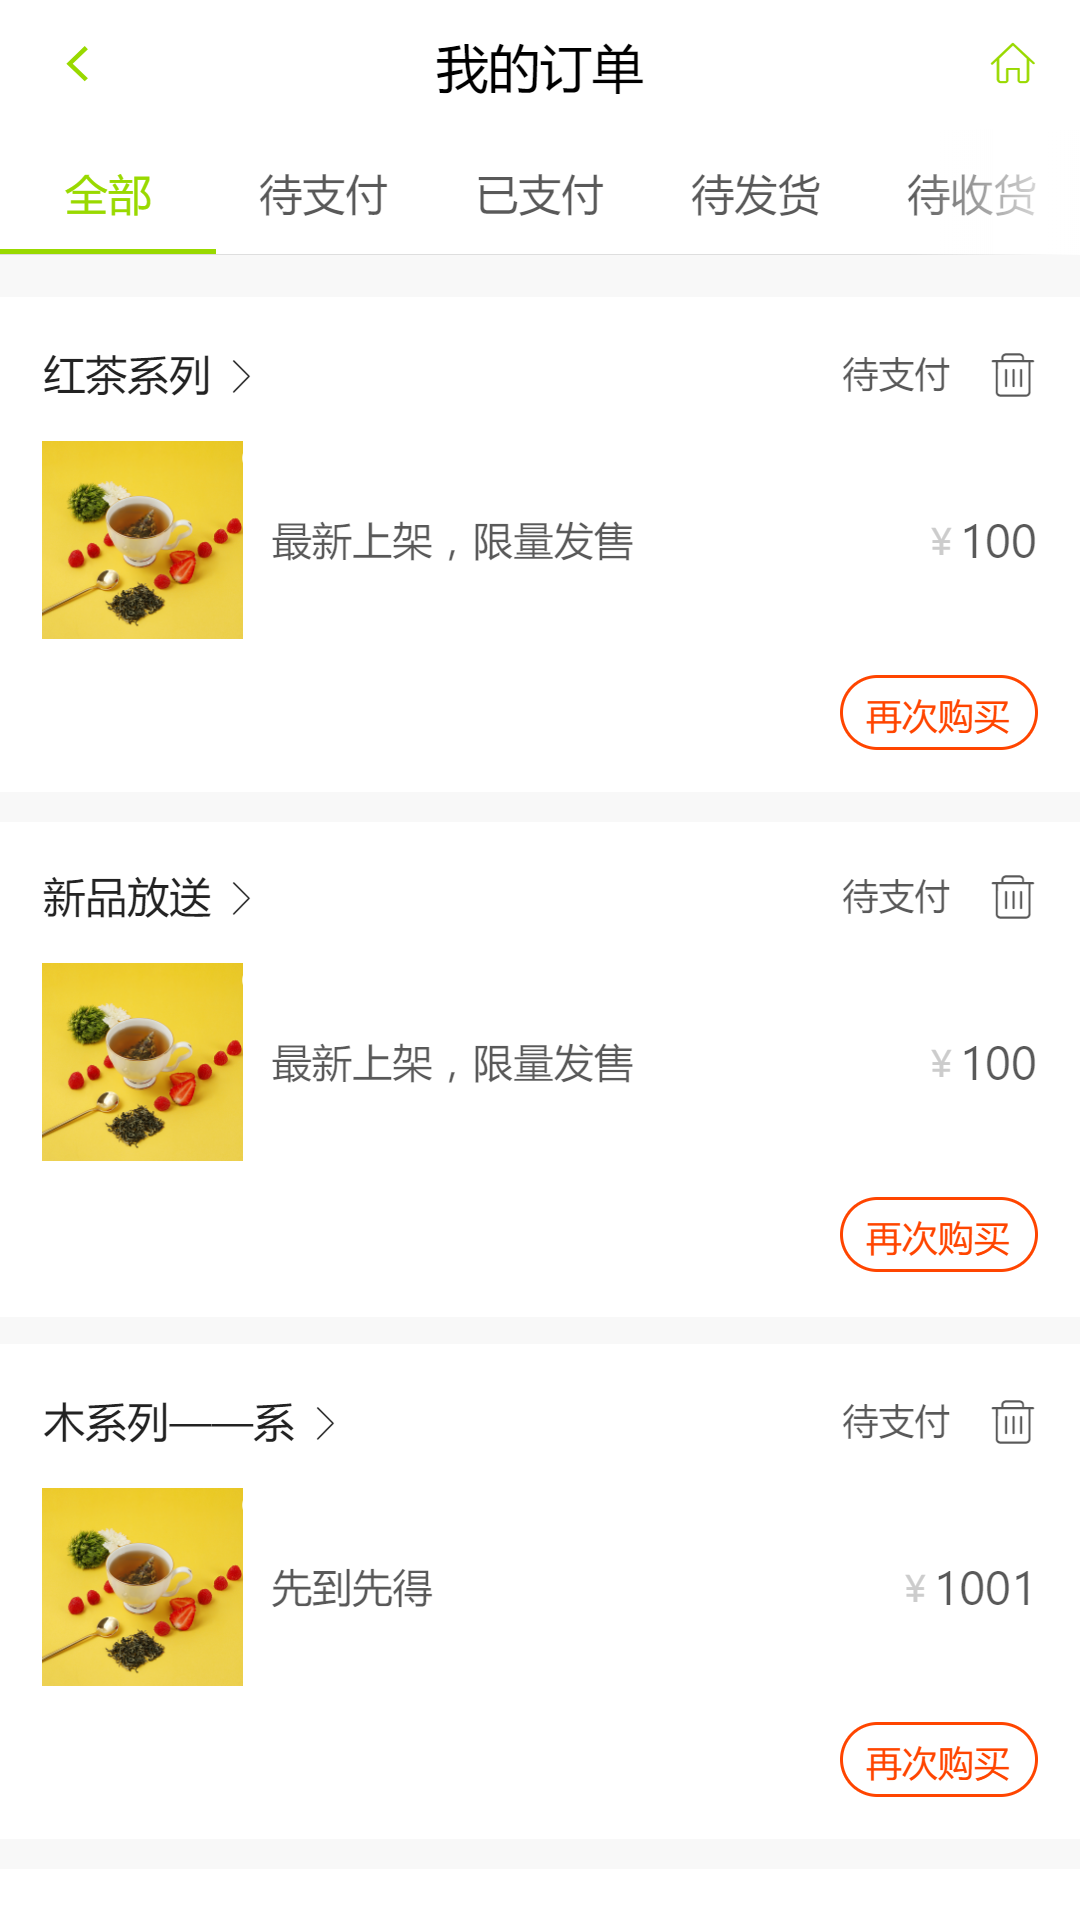 我的订单
全部 待支付 已支付 待发货 待收货
红茶系列 待支付
最新上架，限量发售 ¥ 100
再次购买
新品放送 待支付
最新上架，限量发售 ¥ 100
再次购买
木系列——系 待支付
先到先得 ¥ 1001
再次购买